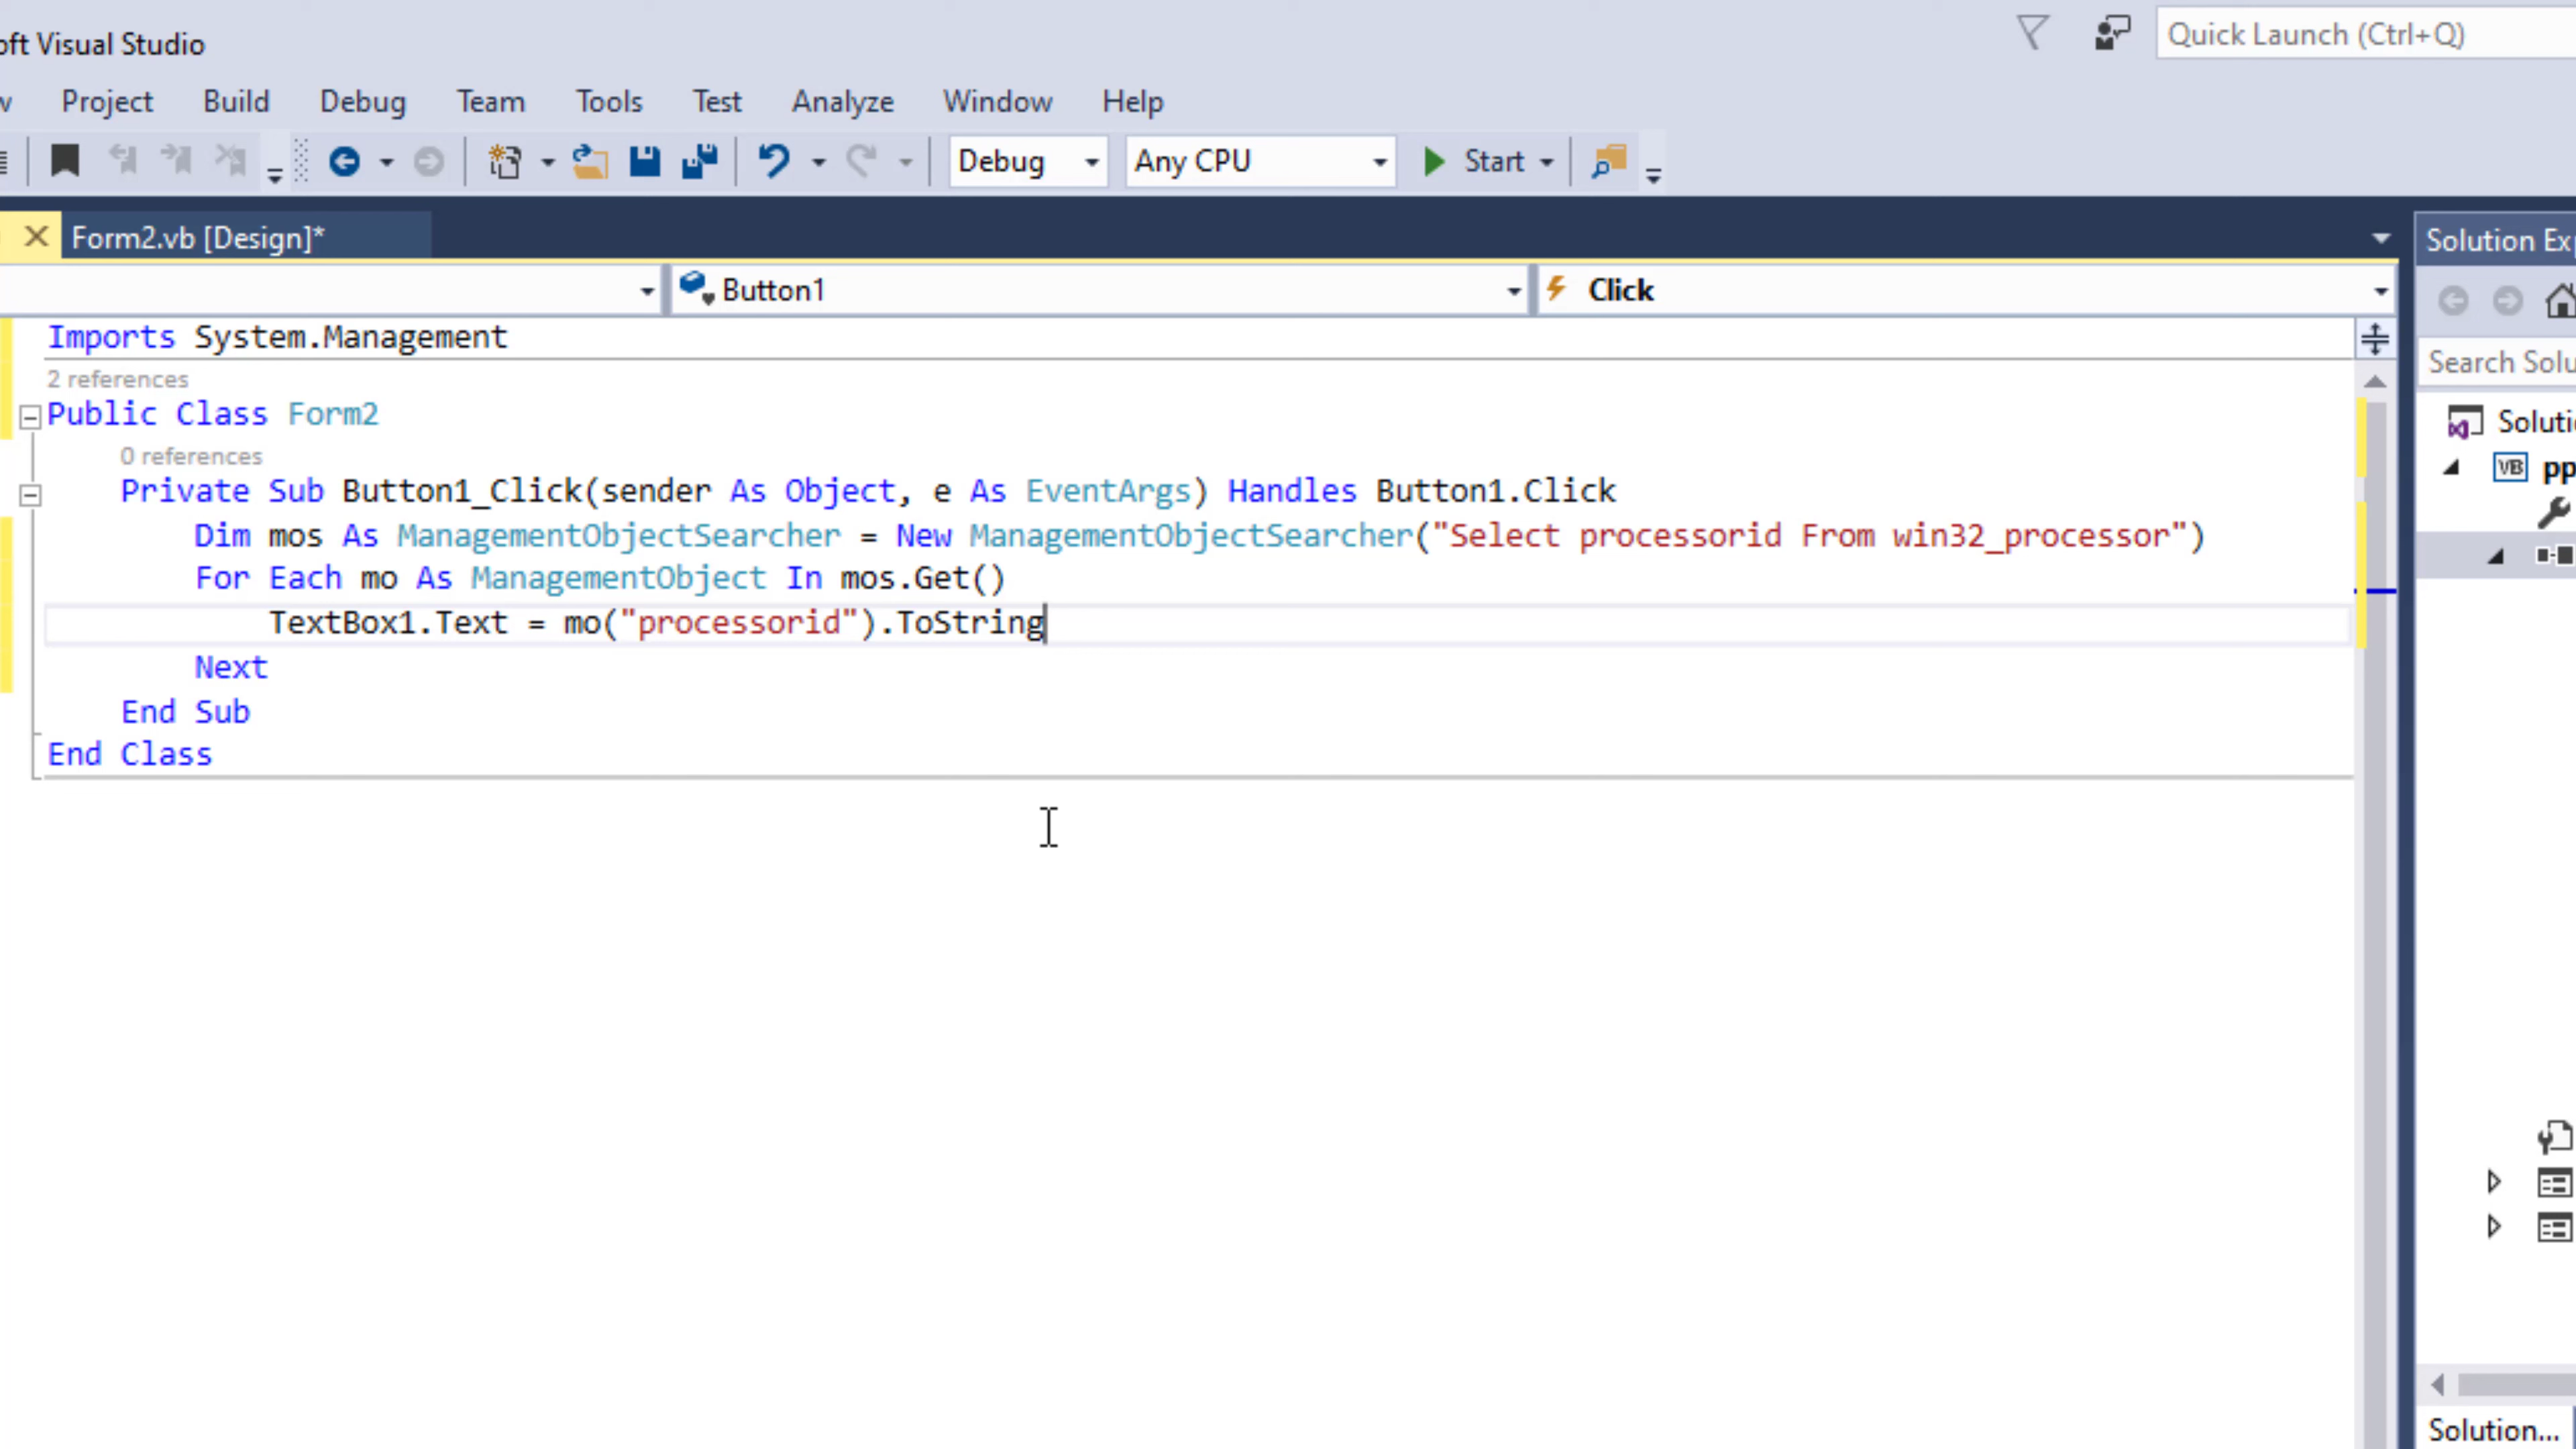 oft Visual Studio
Quick Launch (Ctrl+Q)
Project Build Debug Team Tools Test Analyze Window Help
Debug Any CPU Start
Form2.vb [Design]*
Solution Exp
Button1 Click
Imports System.Management
2 references
Search Solu
Public Class Form2
Soluti
0 references
VB pp
Private Sub Button1_Click(sender As Object, e As EventArgs) Handles Button1.Click
Dim mos As ManagementObjectSearcher = New ManagementObjectSearcher("Select processorid From win32_processor")
For Each mo As ManagementObject In mos.Get()
TextBox1.Text = mo("processorid").ToString
Next
End Sub
End Class
Solution...